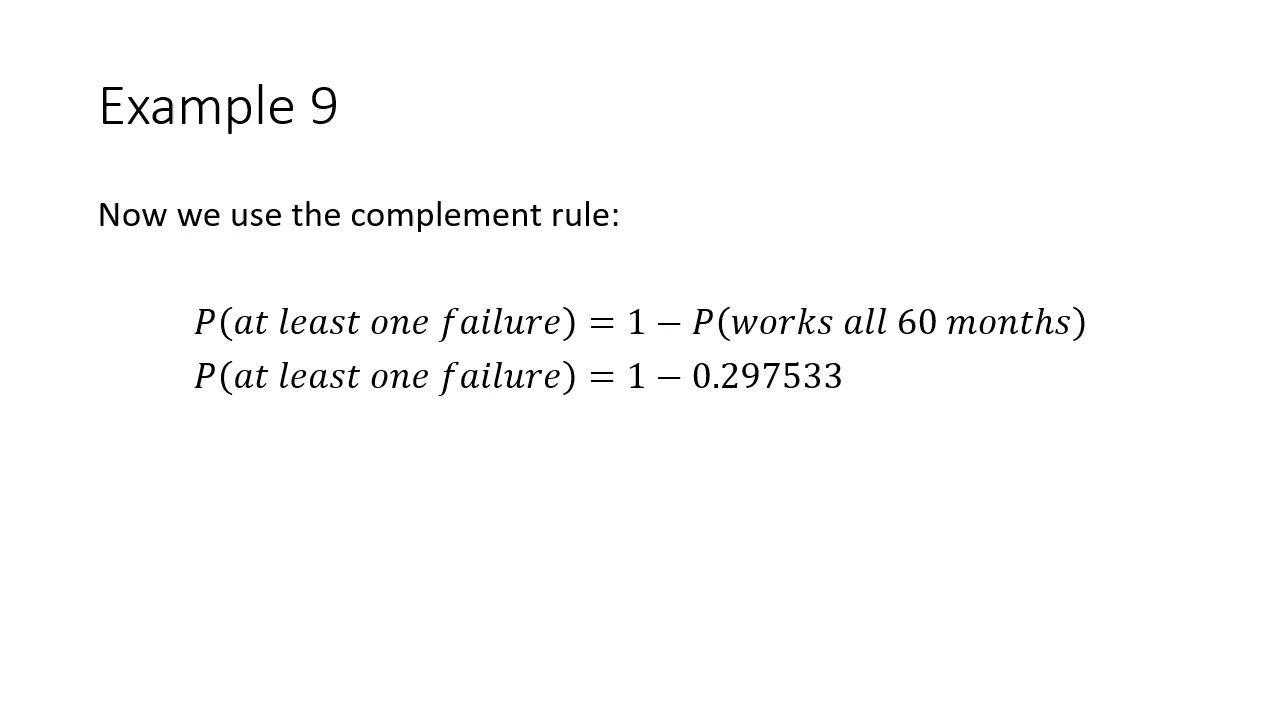 Example 9
Now we use the complement rule:
P(at least one failure) = 1 − P(works all 60 months)
P(at least one failure) = 1 − 0.297533